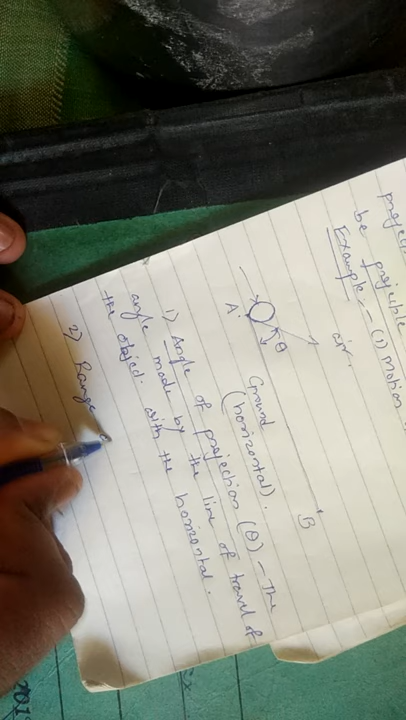 be projectile
Example:- (1) Motion
air.
A
θ
B
Ground
(horizontal).
1) Angle of projection (θ) - The
angle made by the line of travel of
the object with the horizontal.
2) Range